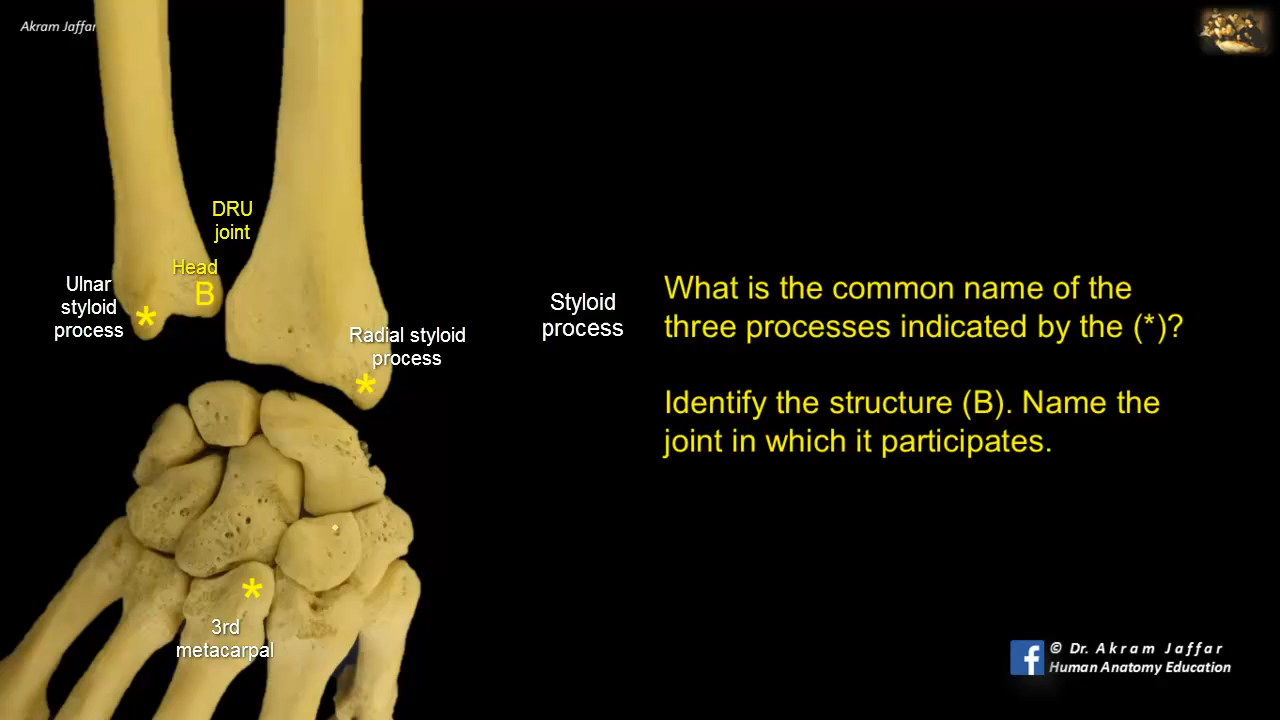 Akram Jaffar
DRU
joint
Head
B
Ulnar
styloid
process
*
Radial styloid
process
*
*
3rd
metacarpal
Styloid
process
What is the common name of the
three processes indicated by the (*)?
Identify the structure (B). Name the
joint in which it participates.
f
© Dr. Akram Jaffar
Human Anatomy Education